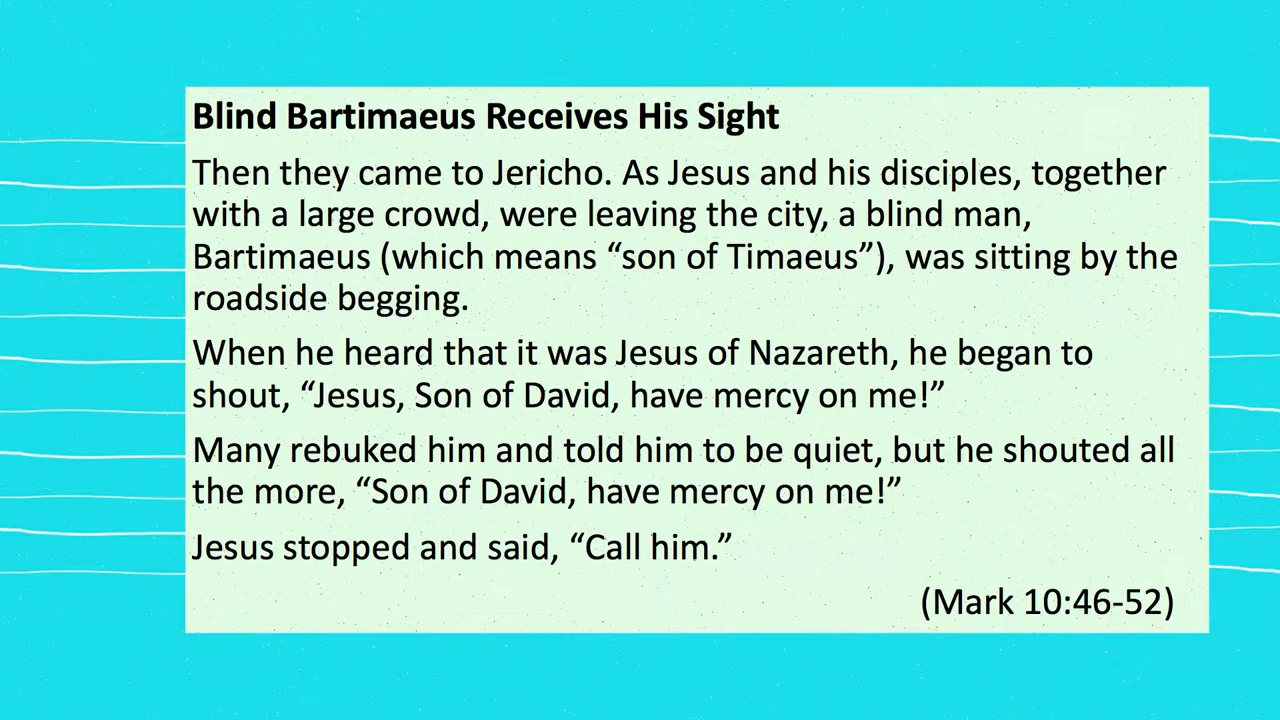 Blind Bartimaeus Receives His Sight
Then they came to Jericho. As Jesus and his disciples, together
with a large crowd, were leaving the city, a blind man,
Bartimaeus (which means “son of Timaeus”), was sitting by the
roadside begging.
When he heard that it was Jesus of Nazareth, he began to
shout, “Jesus, Son of David, have mercy on me!”
Many rebuked him and told him to be quiet, but he shouted all
the more, “Son of David, have mercy on me!”
Jesus stopped and said, “Call him.”
(Mark 10:46-52)